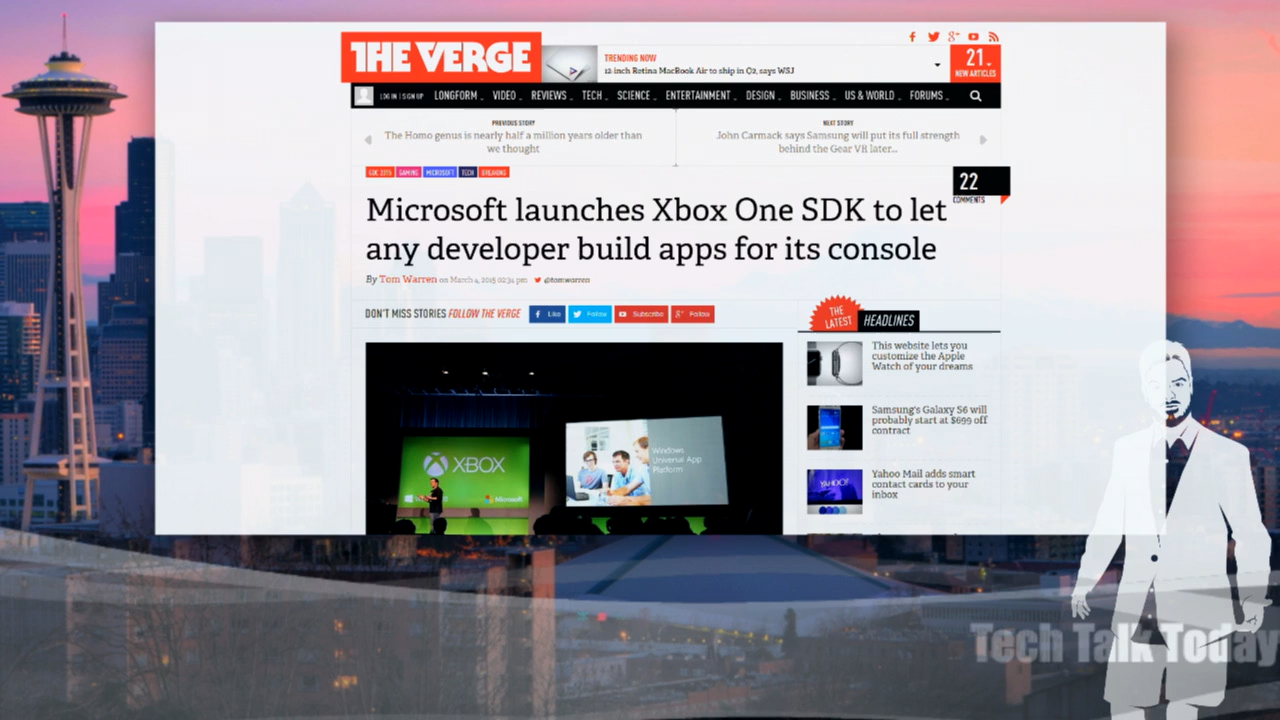 THE VERGE
TRENDING NOW
12-inch Retina MacBook Air to ship in Q2, says WSJ
21
NEW ARTICLES
LOG IN | SIGN UP LONGFORM VIDEO REVIEWS TECH SCIENCE ENTERTAINMENT DESIGN BUSINESS US & WORLD FORUMS
PREVIOUS STORY
The Homo genus is nearly half a million years older than
we thought
NEXT STORY
John Carmack says Samsung will put its full strength
behind the Gear VR later...
GDC 2015 GAMING MICROSOFT TECH BREAKING
22
COMMENTS
Microsoft launches Xbox One SDK to let
any developer build apps for its console
By Tom Warren on March 4, 2015 02:34 pm @tomwarren
DON'T MISS STORIES FOLLOW THE VERGE
Like Follow Subscribe Follow
XBOX
Microsoft
Windows
Universal App
Platform
THE
LATEST
HEADLINES
This website lets you
customize the Apple
Watch of your dreams
Samsung's Galaxy S6 will
probably start at $699 off
contract
YAHOO!
Yahoo Mail adds smart
contact cards to your
inbox
Tech Talk Today